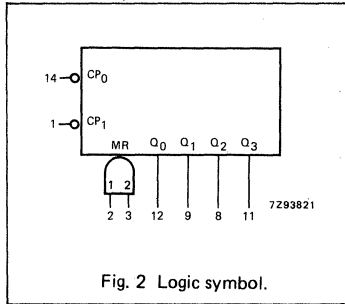 14 CP0
1 CP1
MR Q0 Q1 Q2 Q3
1 2
2 3 12 9 8 11
7Z93821
Fig. 2 Logic symbol.